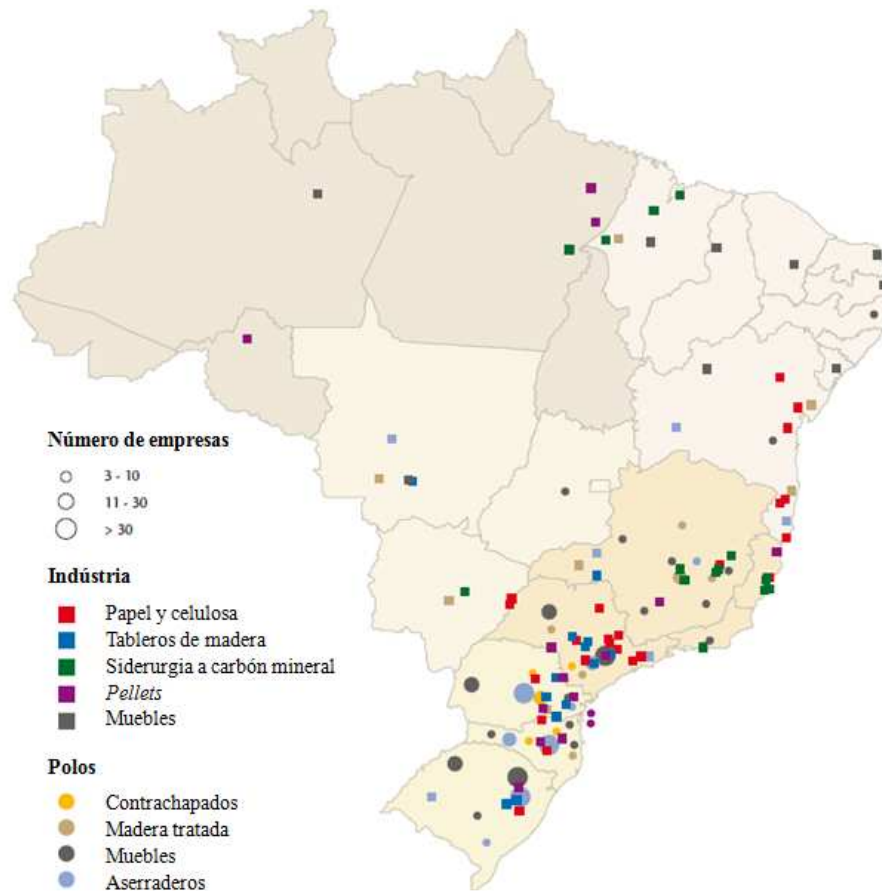 Número de empresas
3 - 10
11 - 30
> 30
Indústria
Papel y celulosa
Tableros de madera
Siderurgia a carbón mineral
Pellets
Muebles
Polos
Contrachapados
Madera tratada
Muebles
Aserraderos